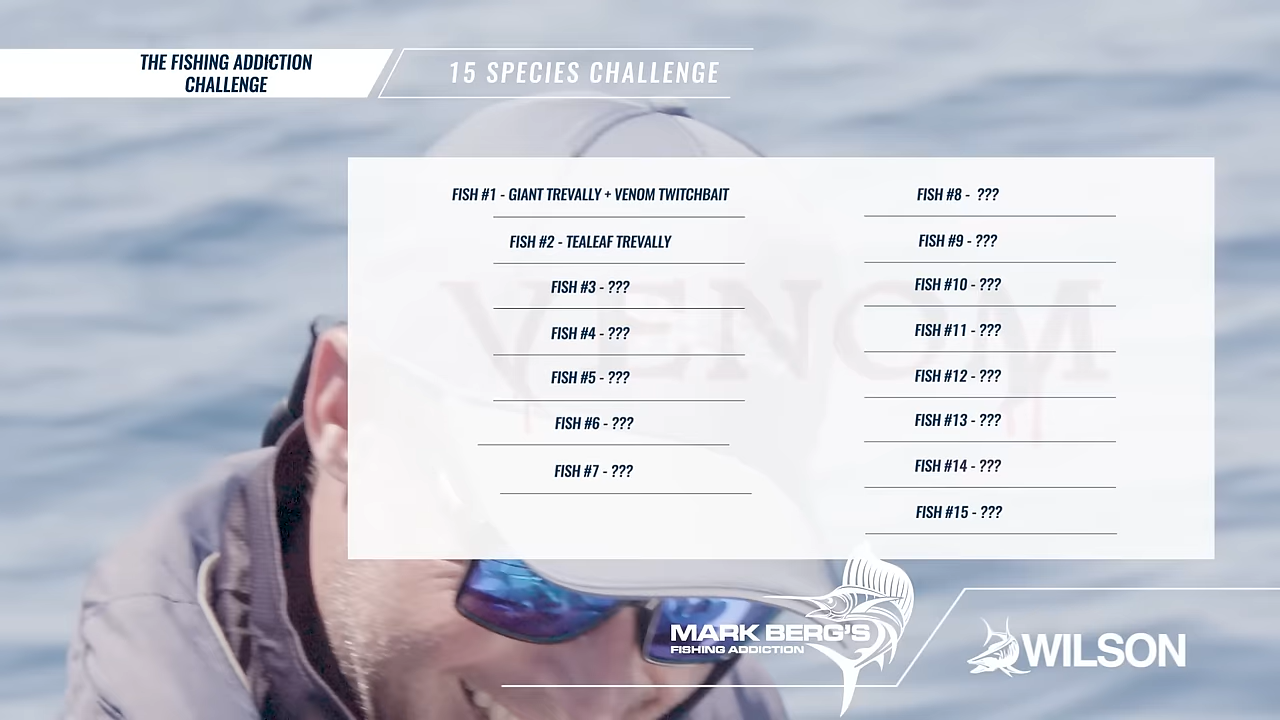 THE FISHING ADDICTION
CHALLENGE
15 SPECIES CHALLENGE
FISH #1 - GIANT TREVALLY + VENOM TWITCHBAIT
FISH #2 - TEALEAF TREVALLY
FISH #3 - ???
FISH #4 - ???
FISH #5 - ???
FISH #6 - ???
FISH #7 - ???
FISH #8 - ???
FISH #9 - ???
FISH #10 - ???
FISH #11 - ???
FISH #12 - ???
FISH #13 - ???
FISH #14 - ???
FISH #15 - ???
VENOM
MARK BERG'S
FISHING ADDICTION
WILSON